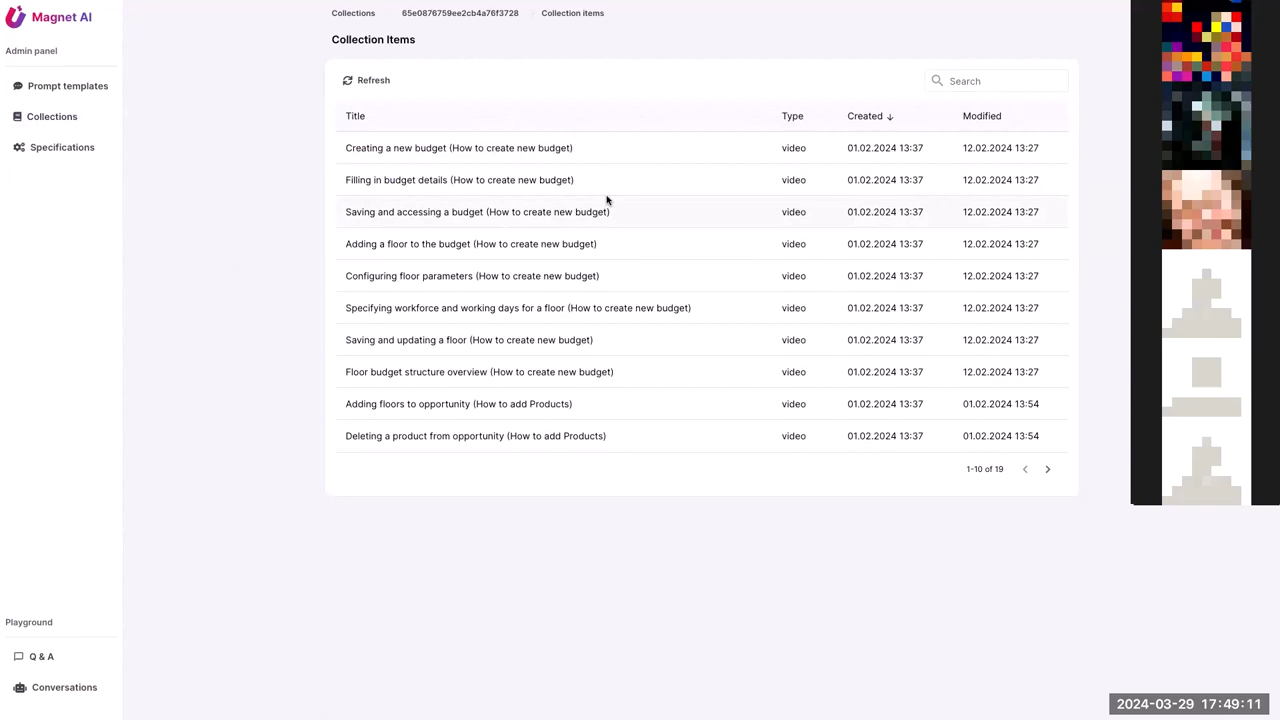 Magnet AI
Admin panel
Prompt templates
Collections
Specifications
Playground
Q & A
Conversations
Collections 65e0876759ee2cb4a76f3728 Collection items
Collection Items
Refresh
Search
Title Type Created Modified
Creating a new budget (How to create new budget) video 01.02.2024 13:37 12.02.2024 13:27
Filling in budget details (How to create new budget) video 01.02.2024 13:37 12.02.2024 13:27
Saving and accessing a budget (How to create new budget) video 01.02.2024 13:37 12.02.2024 13:27
Adding a floor to the budget (How to create new budget) video 01.02.2024 13:37 12.02.2024 13:27
Configuring floor parameters (How to create new budget) video 01.02.2024 13:37 12.02.2024 13:27
Specifying workforce and working days for a floor (How to create new budget) video 01.02.2024 13:37 12.02.2024 13:27
Saving and updating a floor (How to create new budget) video 01.02.2024 13:37 12.02.2024 13:27
Floor budget structure overview (How to create new budget) video 01.02.2024 13:37 12.02.2024 13:27
Adding floors to opportunity (How to add Products) video 01.02.2024 13:37 01.02.2024 13:54
Deleting a product from opportunity (How to add Products) video 01.02.2024 13:37 01.02.2024 13:54
1-10 of 19
2024-03-29 17:49:11